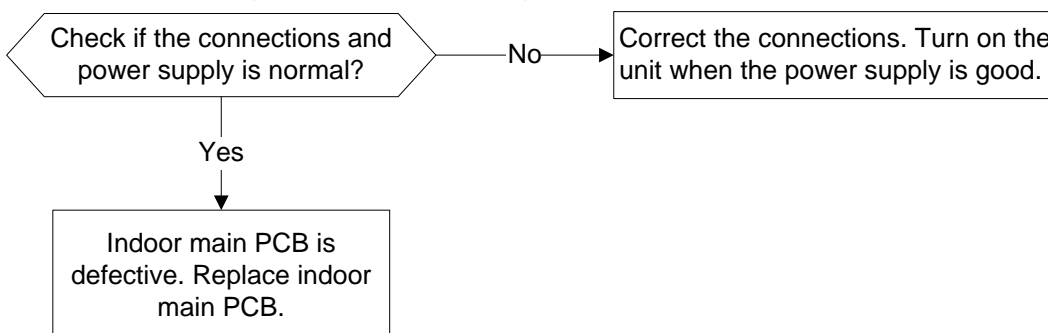 Check if the connections and
power supply is normal?
No
Correct the connections. Turn on the
unit when the power supply is good.
Yes
Indoor main PCB is
defective. Replace indoor
main PCB.